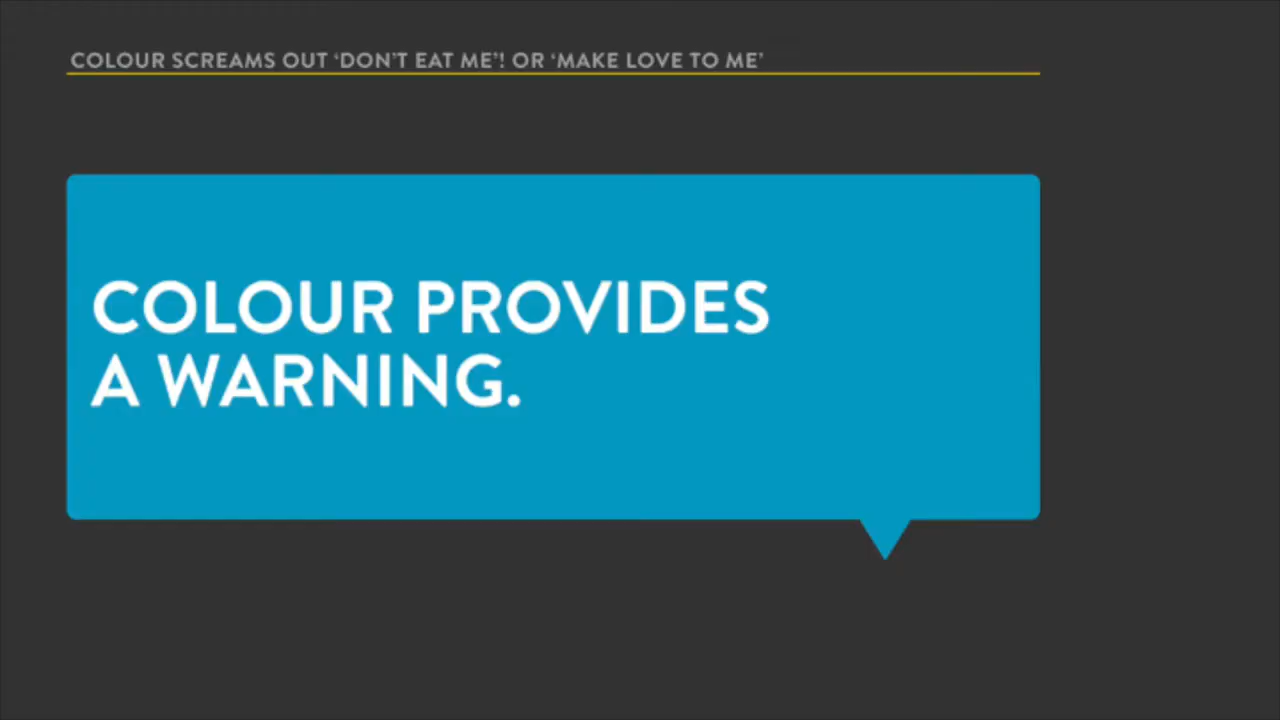 COLOUR SCREAMS OUT ‘DON’T EAT ME’! OR ‘MAKE LOVE TO ME’
COLOUR PROVIDES
A WARNING.